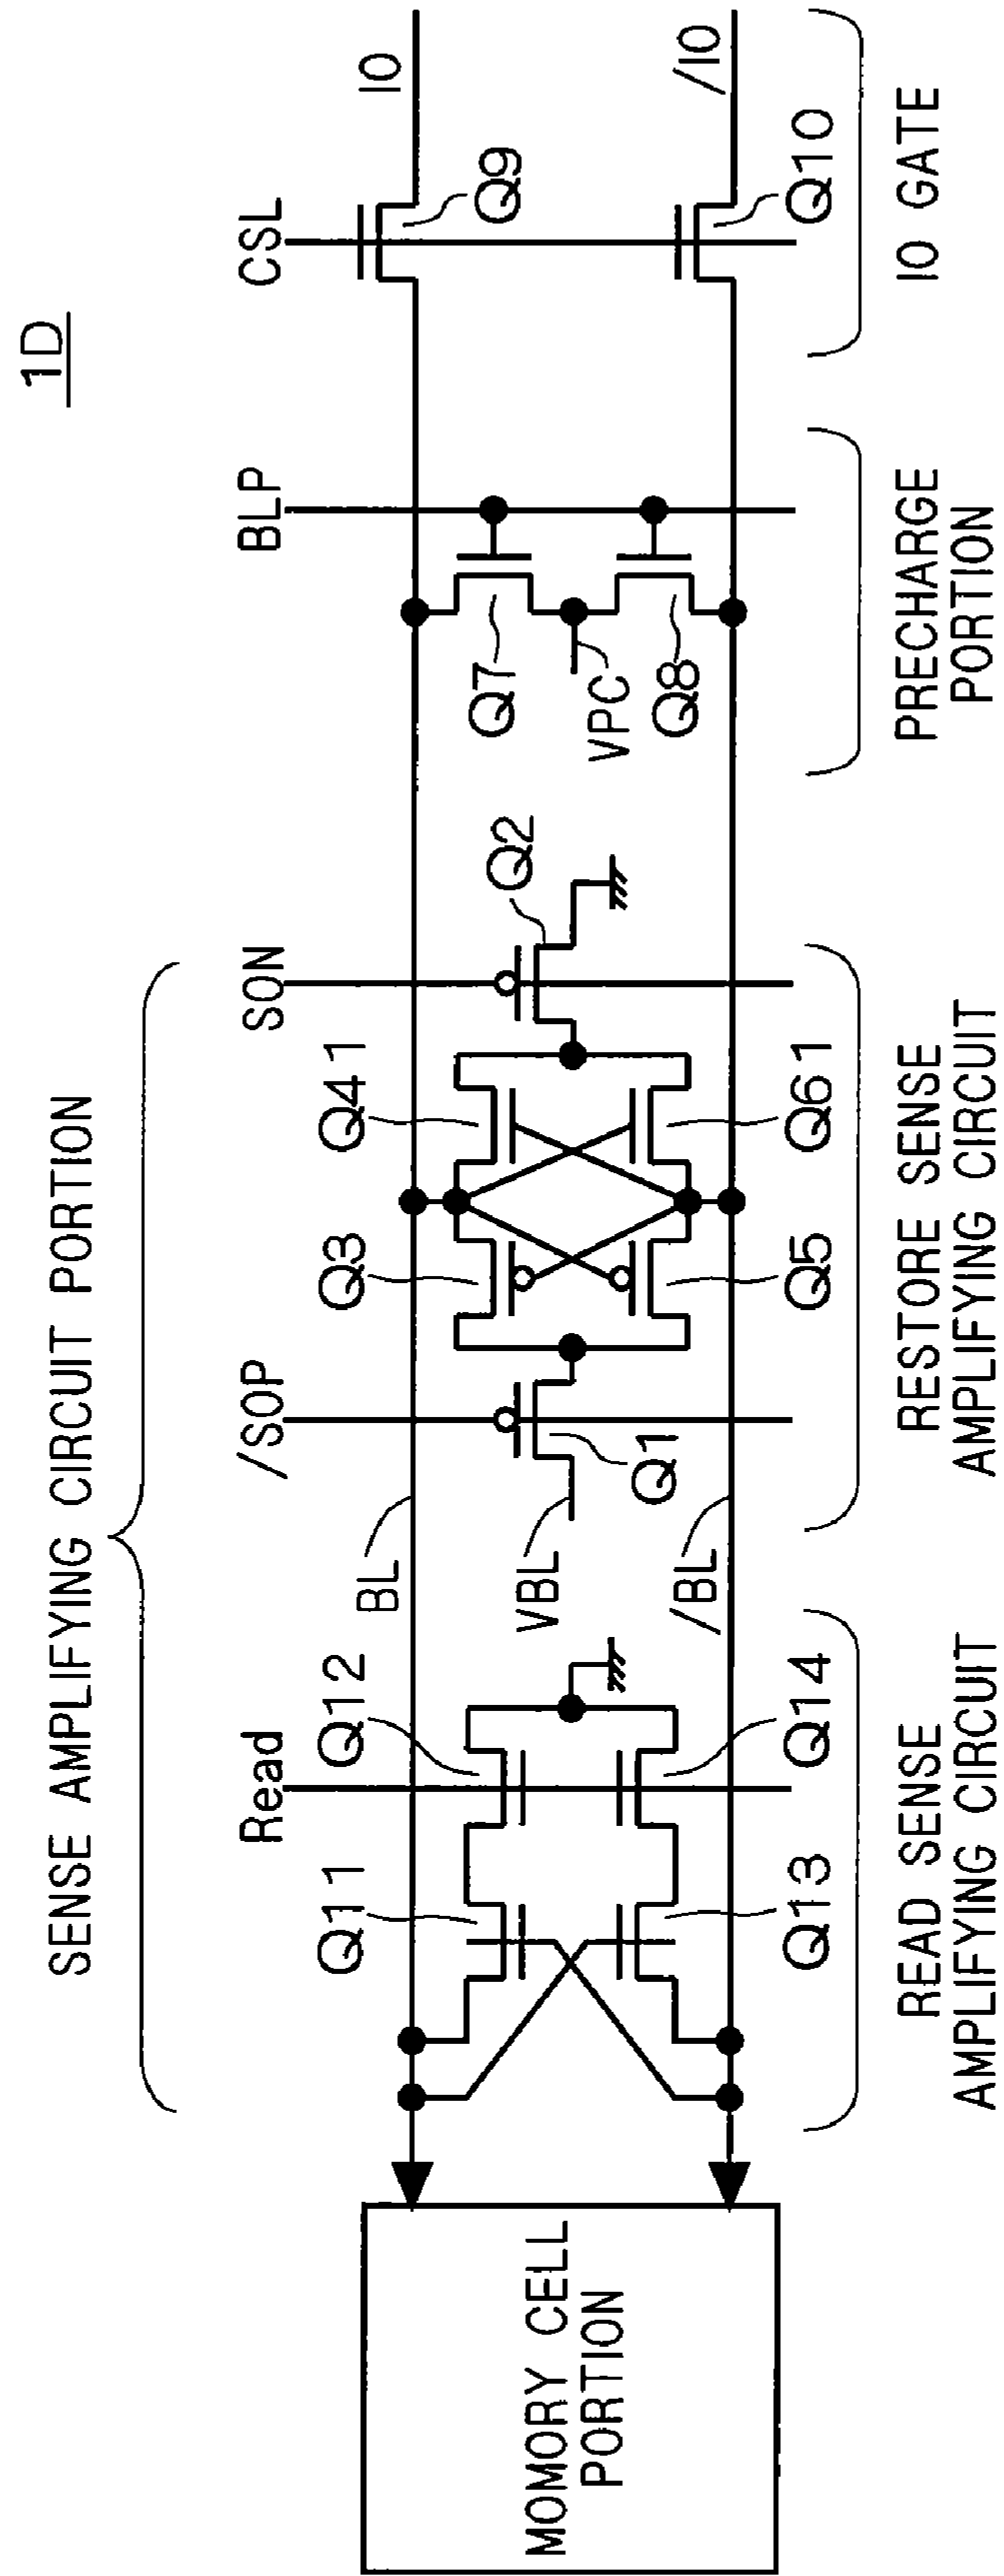 1D
SENSE AMPLIFYING CIRCUIT PORTION
Read
/SOP
SON
BLP
CSL
Q11
Q12
BL
Q3
Q41
IO
Q9
VBL
Q1
Q2
Q7
VPC
Q8
/BL
/IO
Q13
Q14
Q5
Q61
Q10
MOMORY CELL
PORTION
READ SENSE
AMPLIFYING CIRCUIT
RESTORE SENSE
AMPLIFYING CIRCUIT
PRECHARGE
PORTION
IO GATE